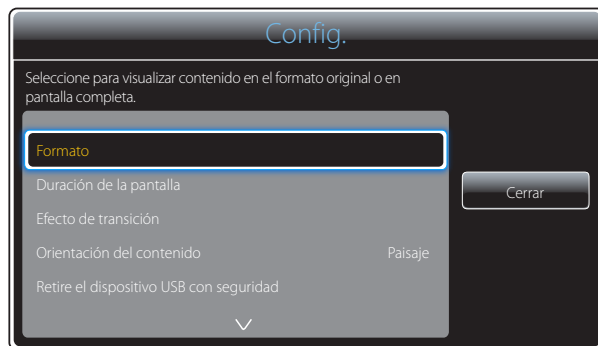 Config.
Seleccione para visualizar contenido en el formato original o en
pantalla completa.
Formato
Duración de la pantalla
Efecto de transición
Orientación del contenido Paisaje
Retire el dispositivo USB con seguridad
Cerrar